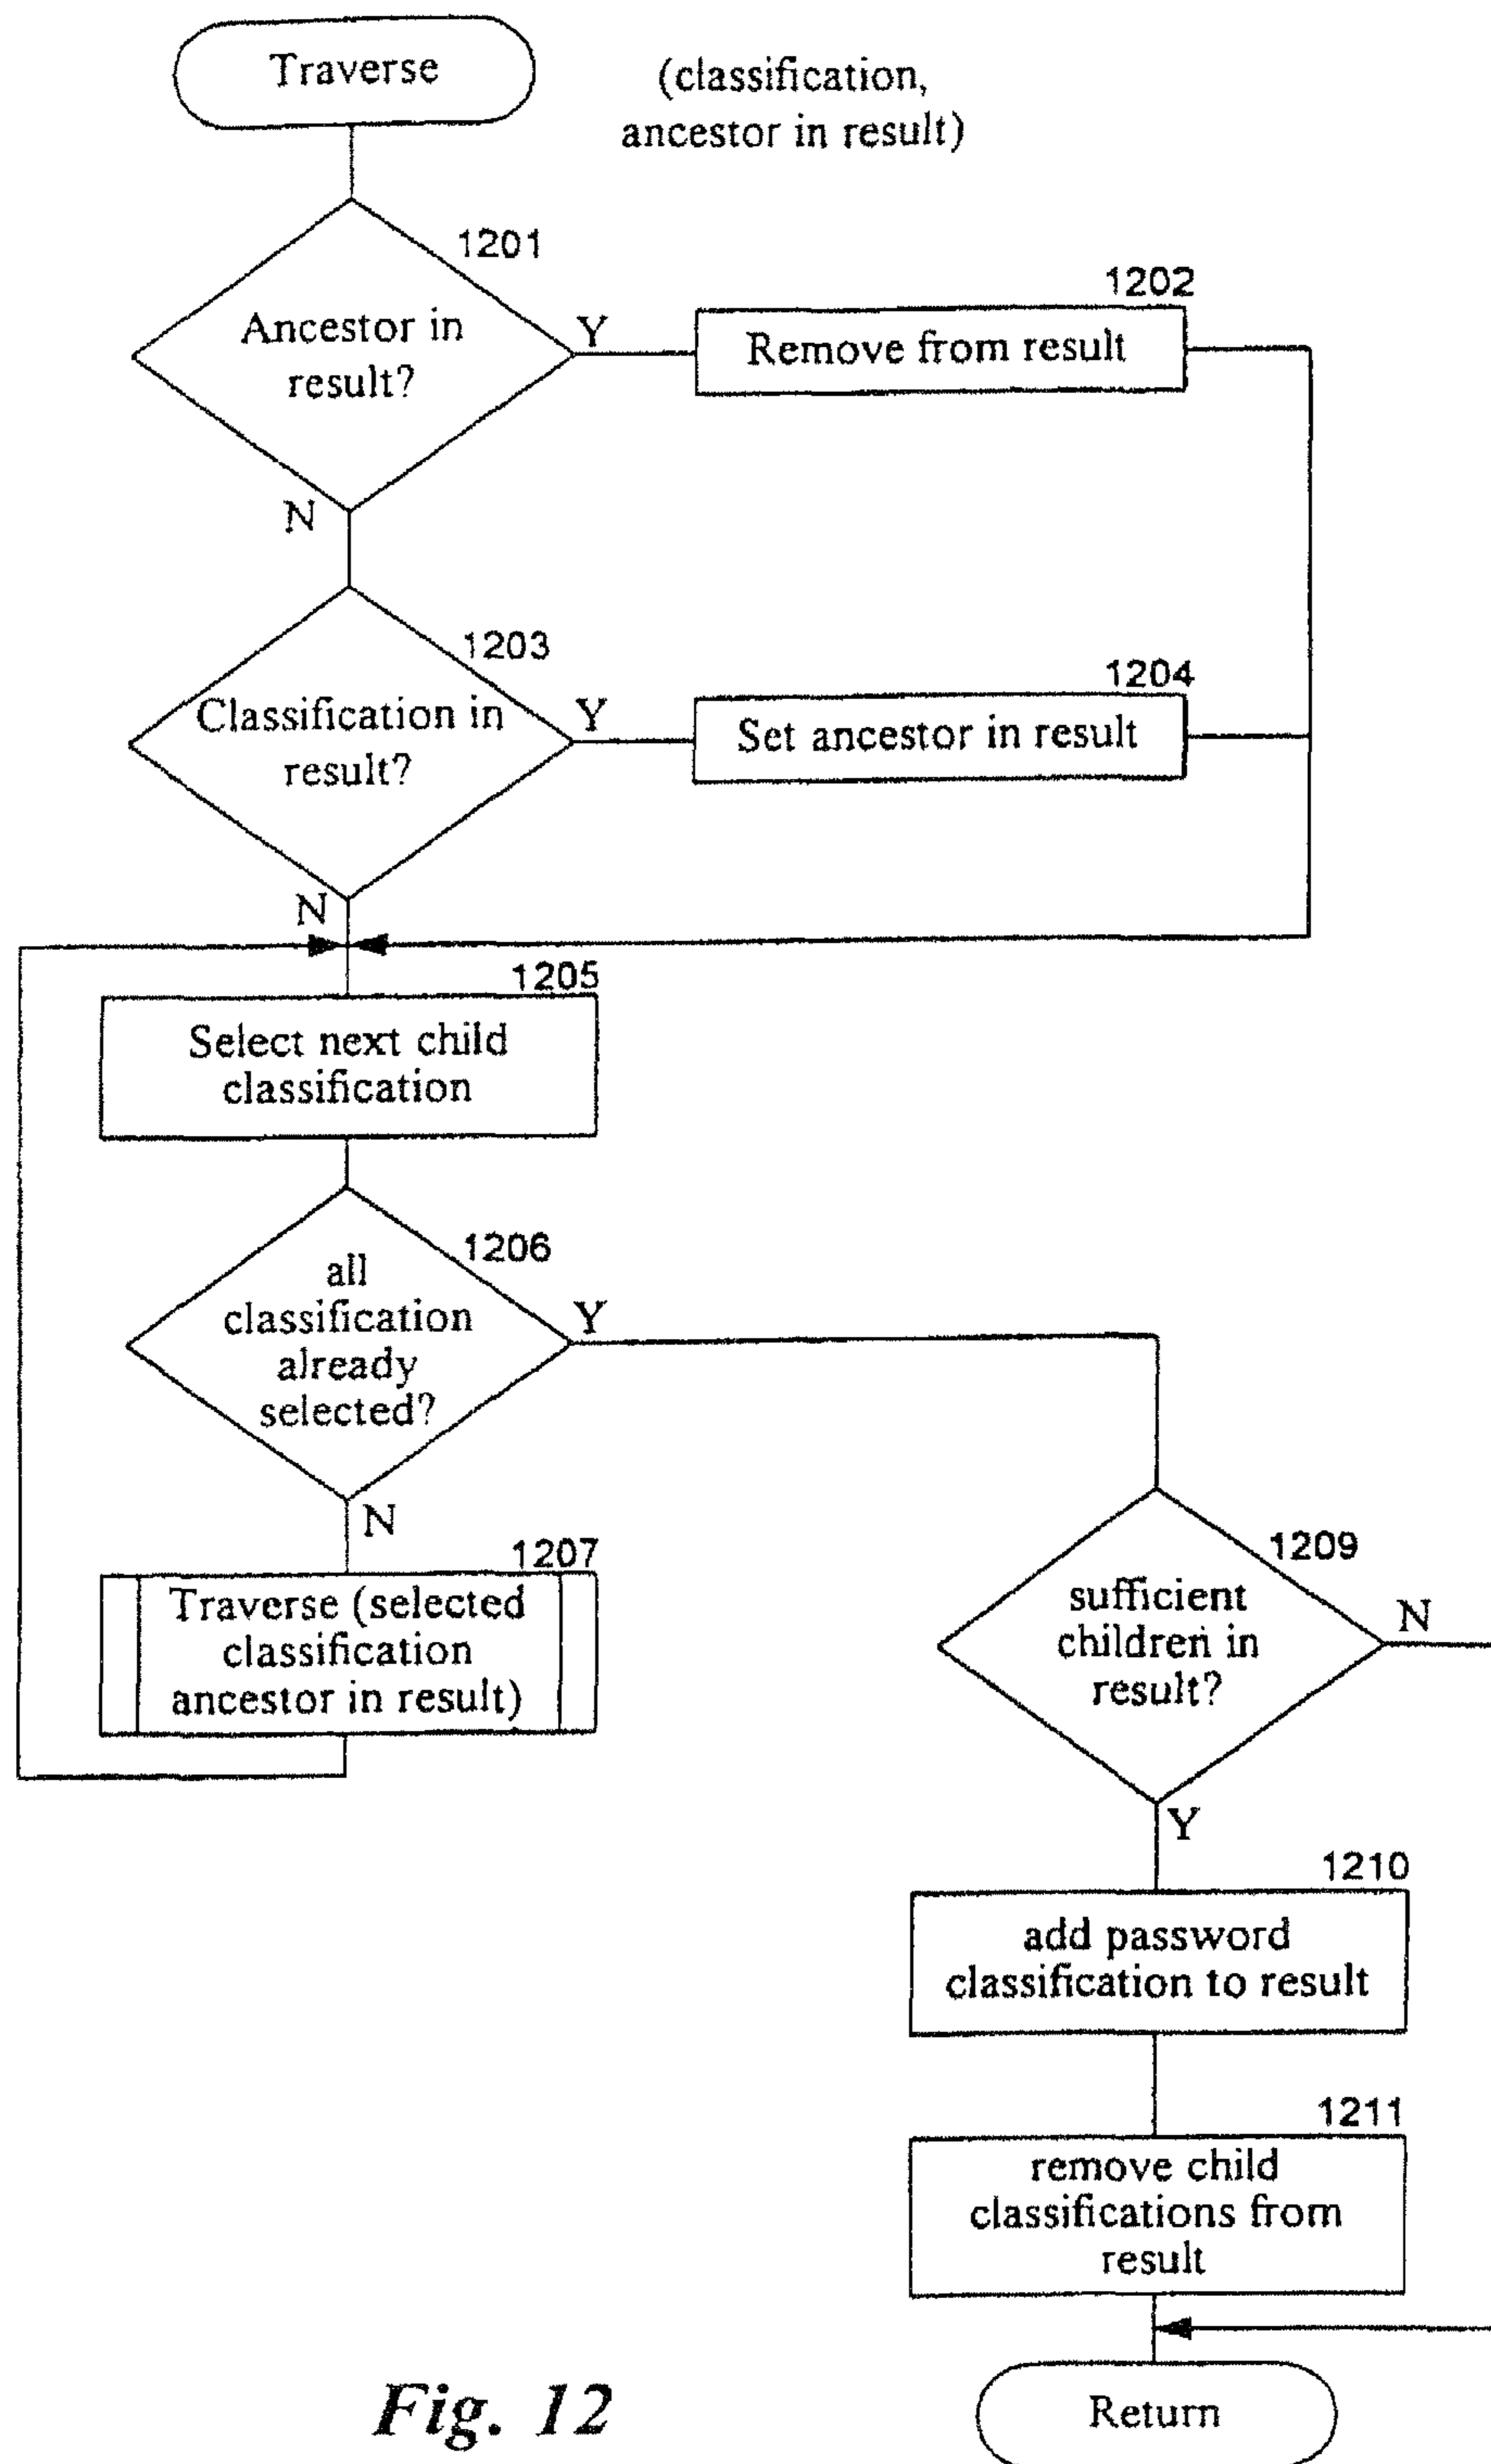 Traverse
(classification,
ancestor in result)
1201
Ancestor in
result?
Y
1202
Remove from result
N
1203
Classification in
result?
Y
1204
Set ancestor in result
N
1205
Select next child
classification
1206
all
classification
already
selected?
Y
N
1207
Traverse (selected
classification
ancestor in result)
1209
sufficient
children in
result?
N
Y
1210
add password
classification to result
1211
remove child
classifications from
result
Return
Fig. 12